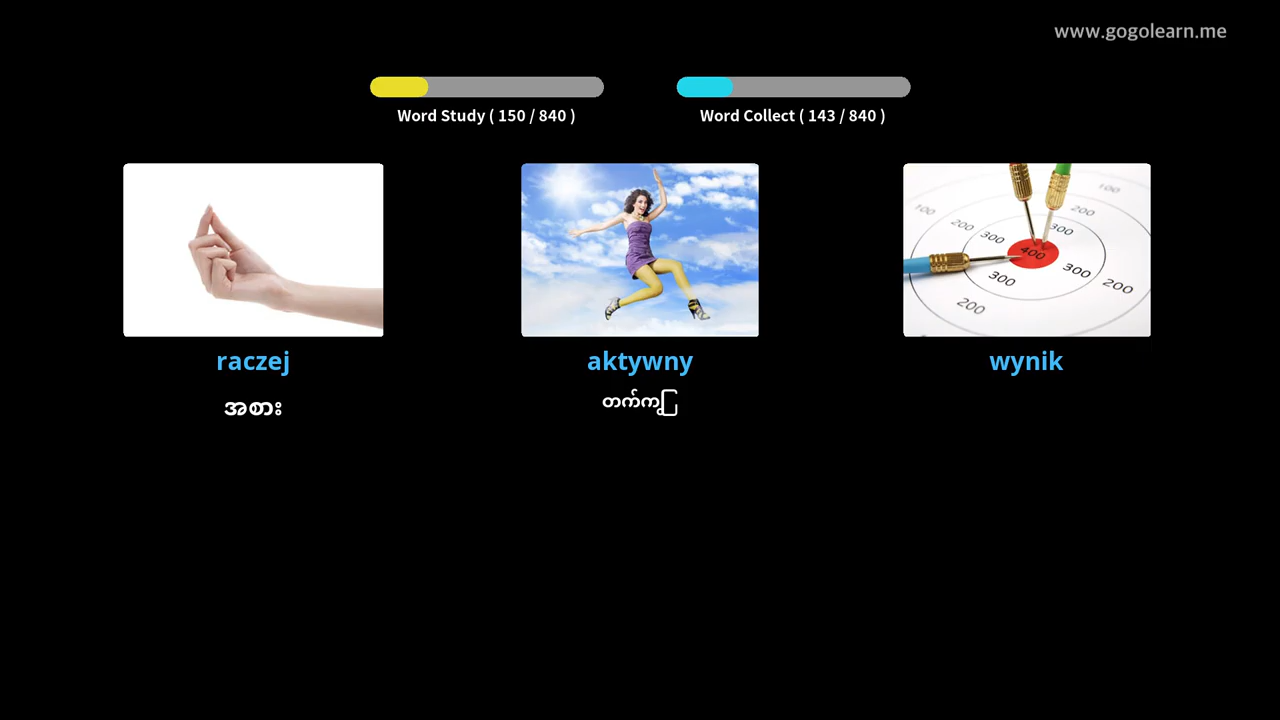 www.gogolearn.me
Word Study ( 150 / 840 )
Word Collect ( 143 / 840 )
100
100
200
200
300
300
400
300
300
200
200
raczej
aktywny
wynik
အစား
တက်ကြွ